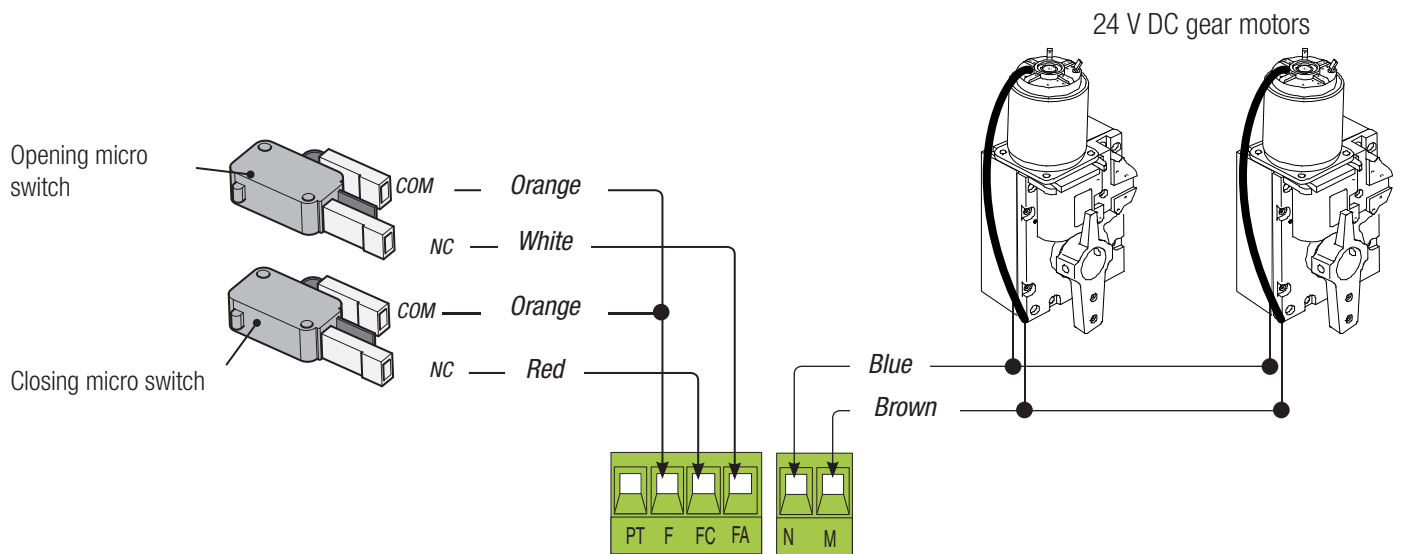 24 V DC gear motors
Opening micro
switch
COM
Orange
NC
White
COM
Orange
NC
Red
Closing micro switch
Blue
Brown
PT F FC FA
N M